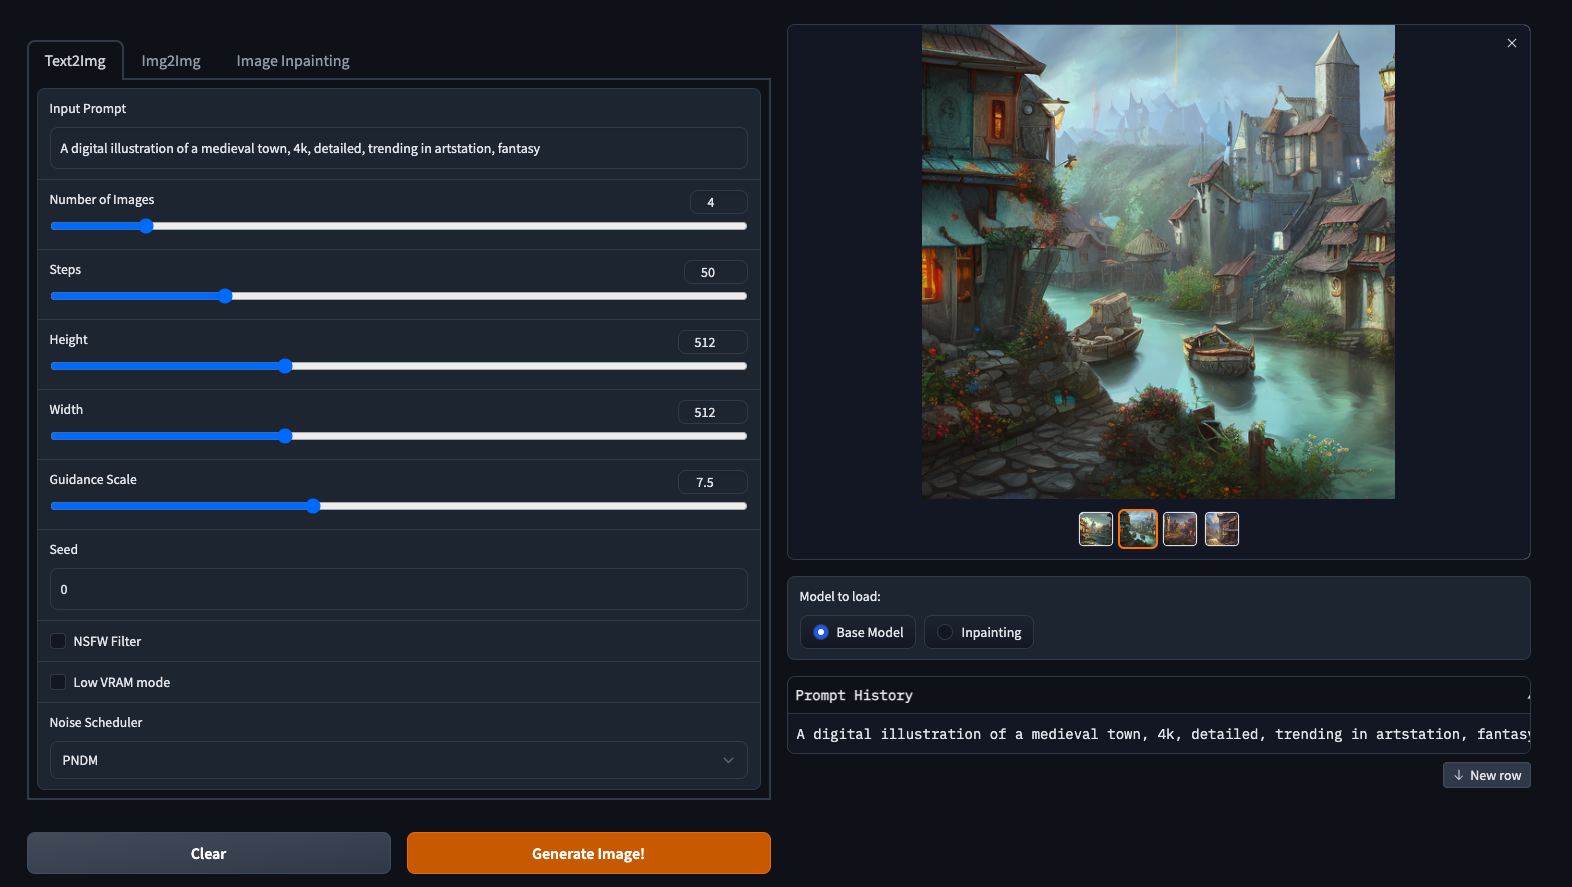 Text2Img
Img2Img
Image Inpainting
Input Prompt
A digital illustration of a medieval town, 4k, detailed, trending in artstation, fantasy
Number of Images
4
Steps
50
Height
512
Width
512
Guidance Scale
7.5
Seed
0
NSFW Filter
Low VRAM mode
Noise Scheduler
PNDM
Clear
Generate Image!
Model to load:
Base Model
Inpainting
Prompt History
A digital illustration of a medieval town, 4k, detailed, trending in artstation, fantasy
New row